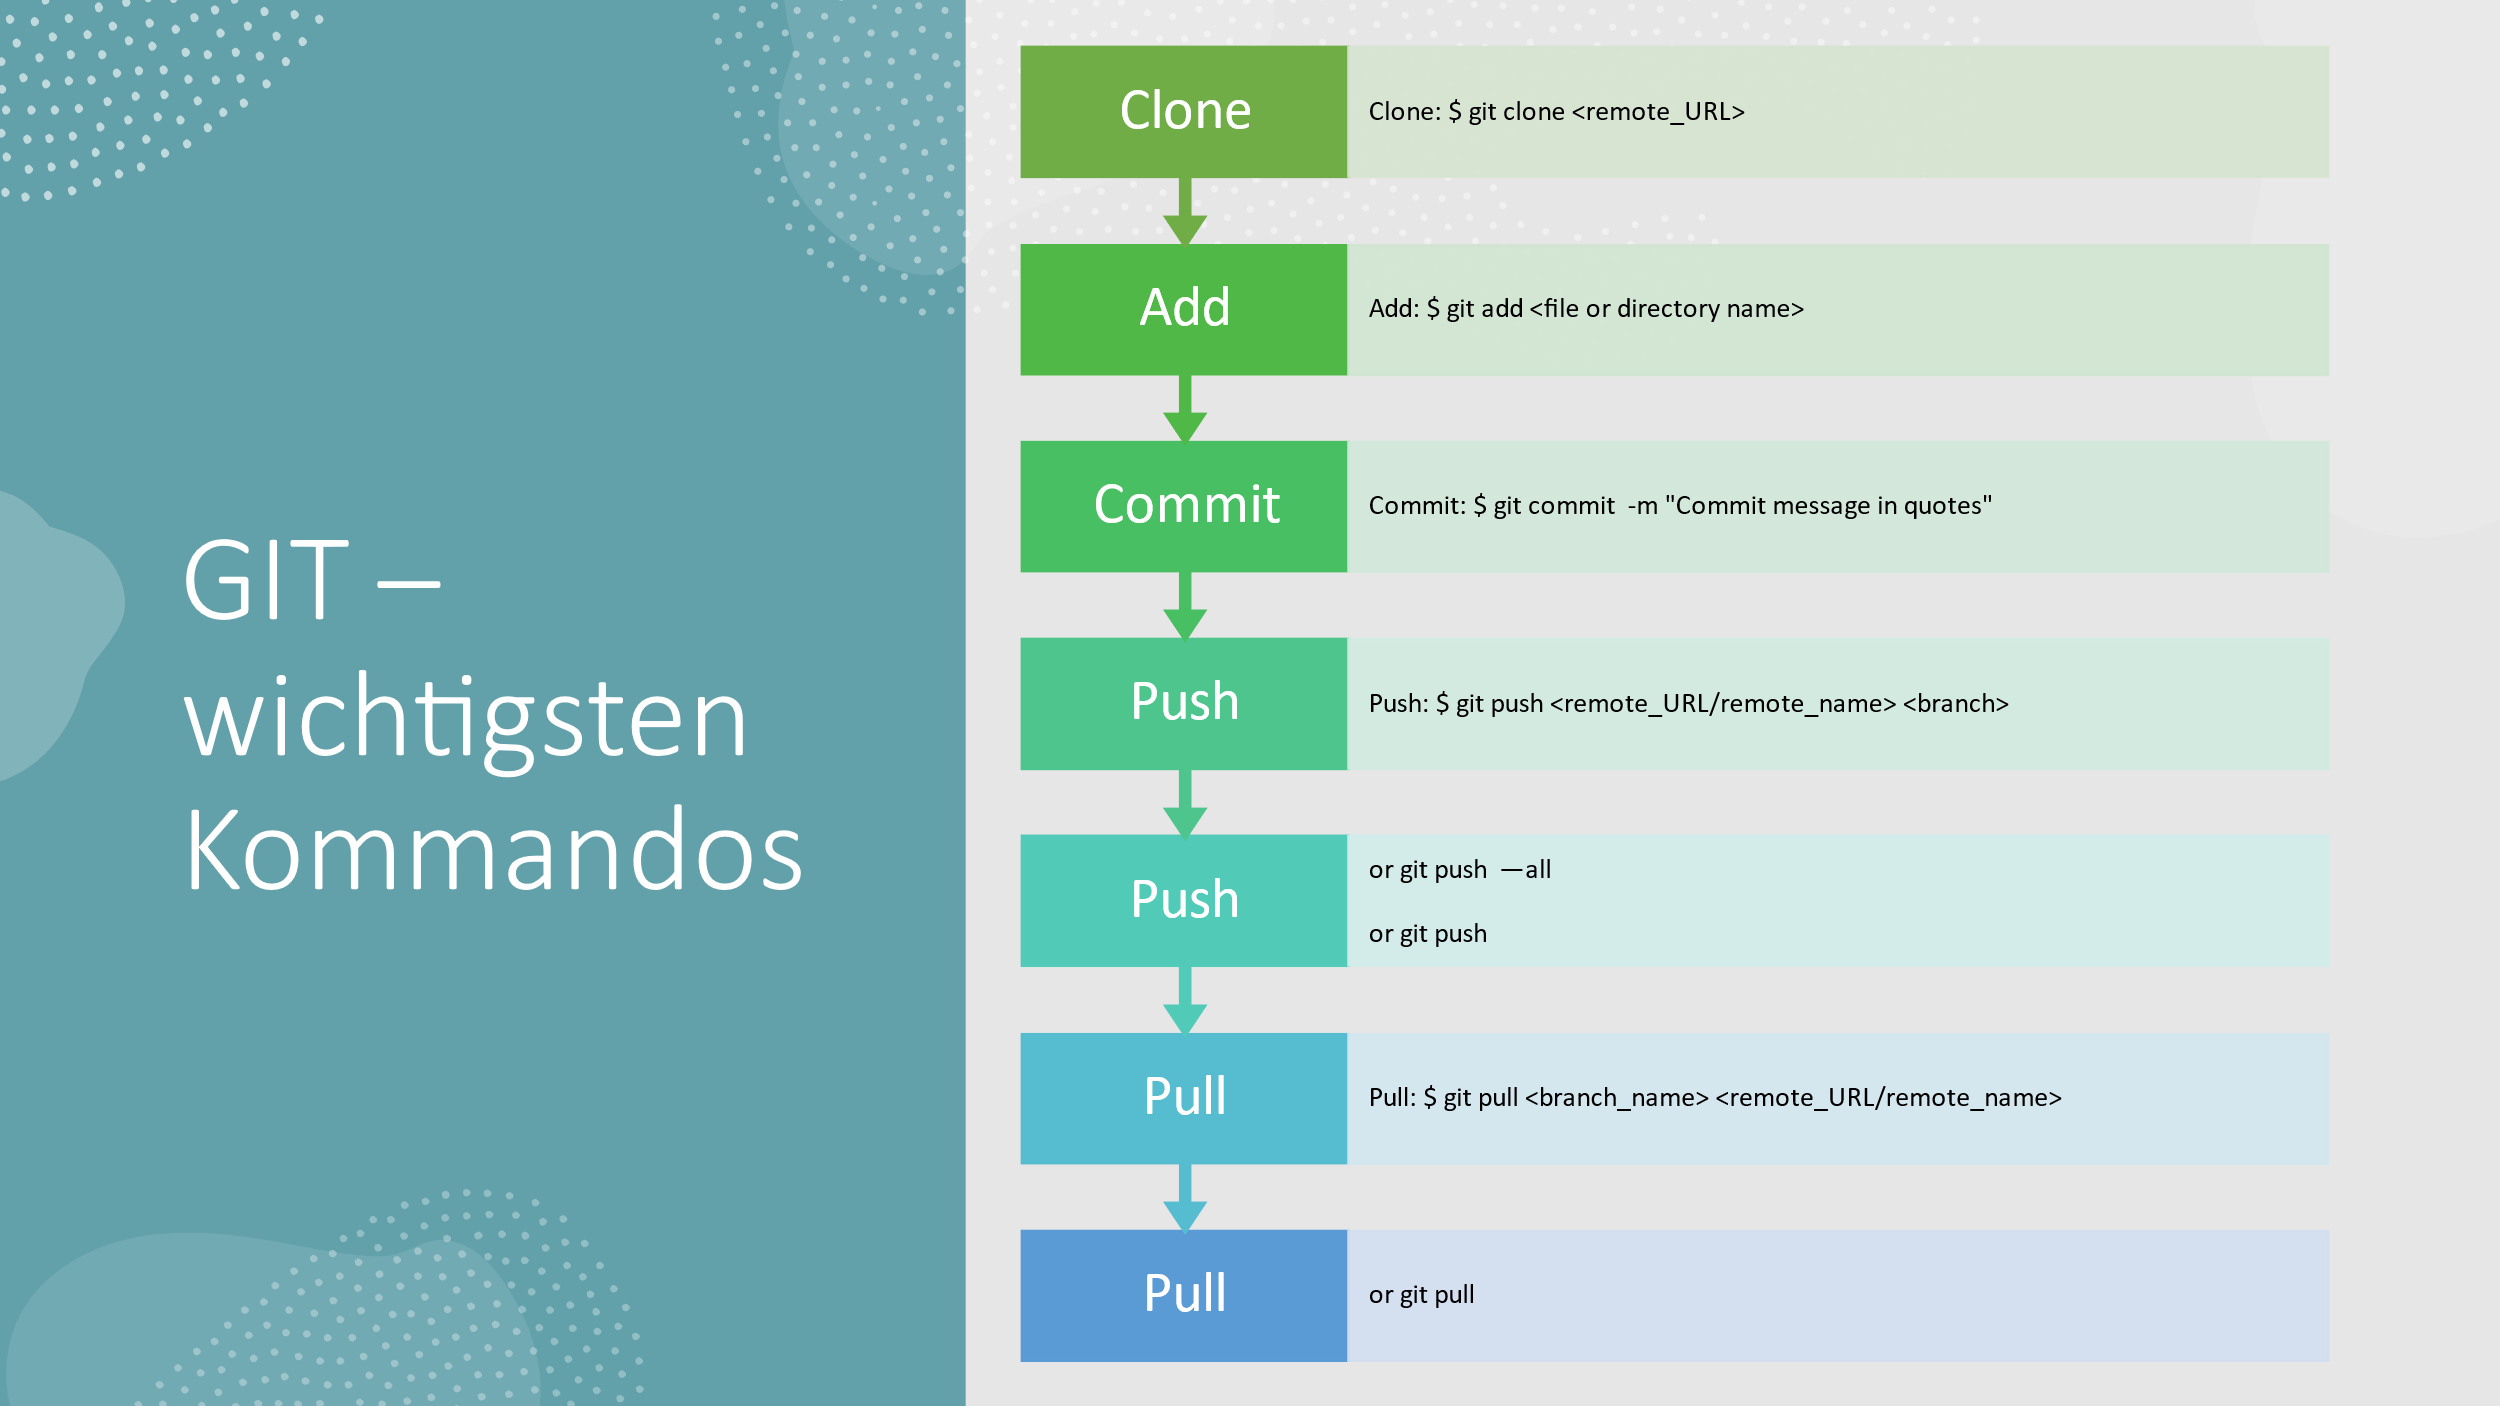 GIT –
wichtigsten
Kommandos
Clone
Clone: $ git clone <remote_URL>
Add
Add: $ git add <file or directory name>
Commit
Commit: $ git commit  -m "Commit message in quotes"
Push
Push: $ git push <remote_URL/remote_name> <branch>
Push
or git push  —all
or git push
Pull
Pull: $ git pull <branch_name> <remote_URL/remote_name>
Pull
or git pull